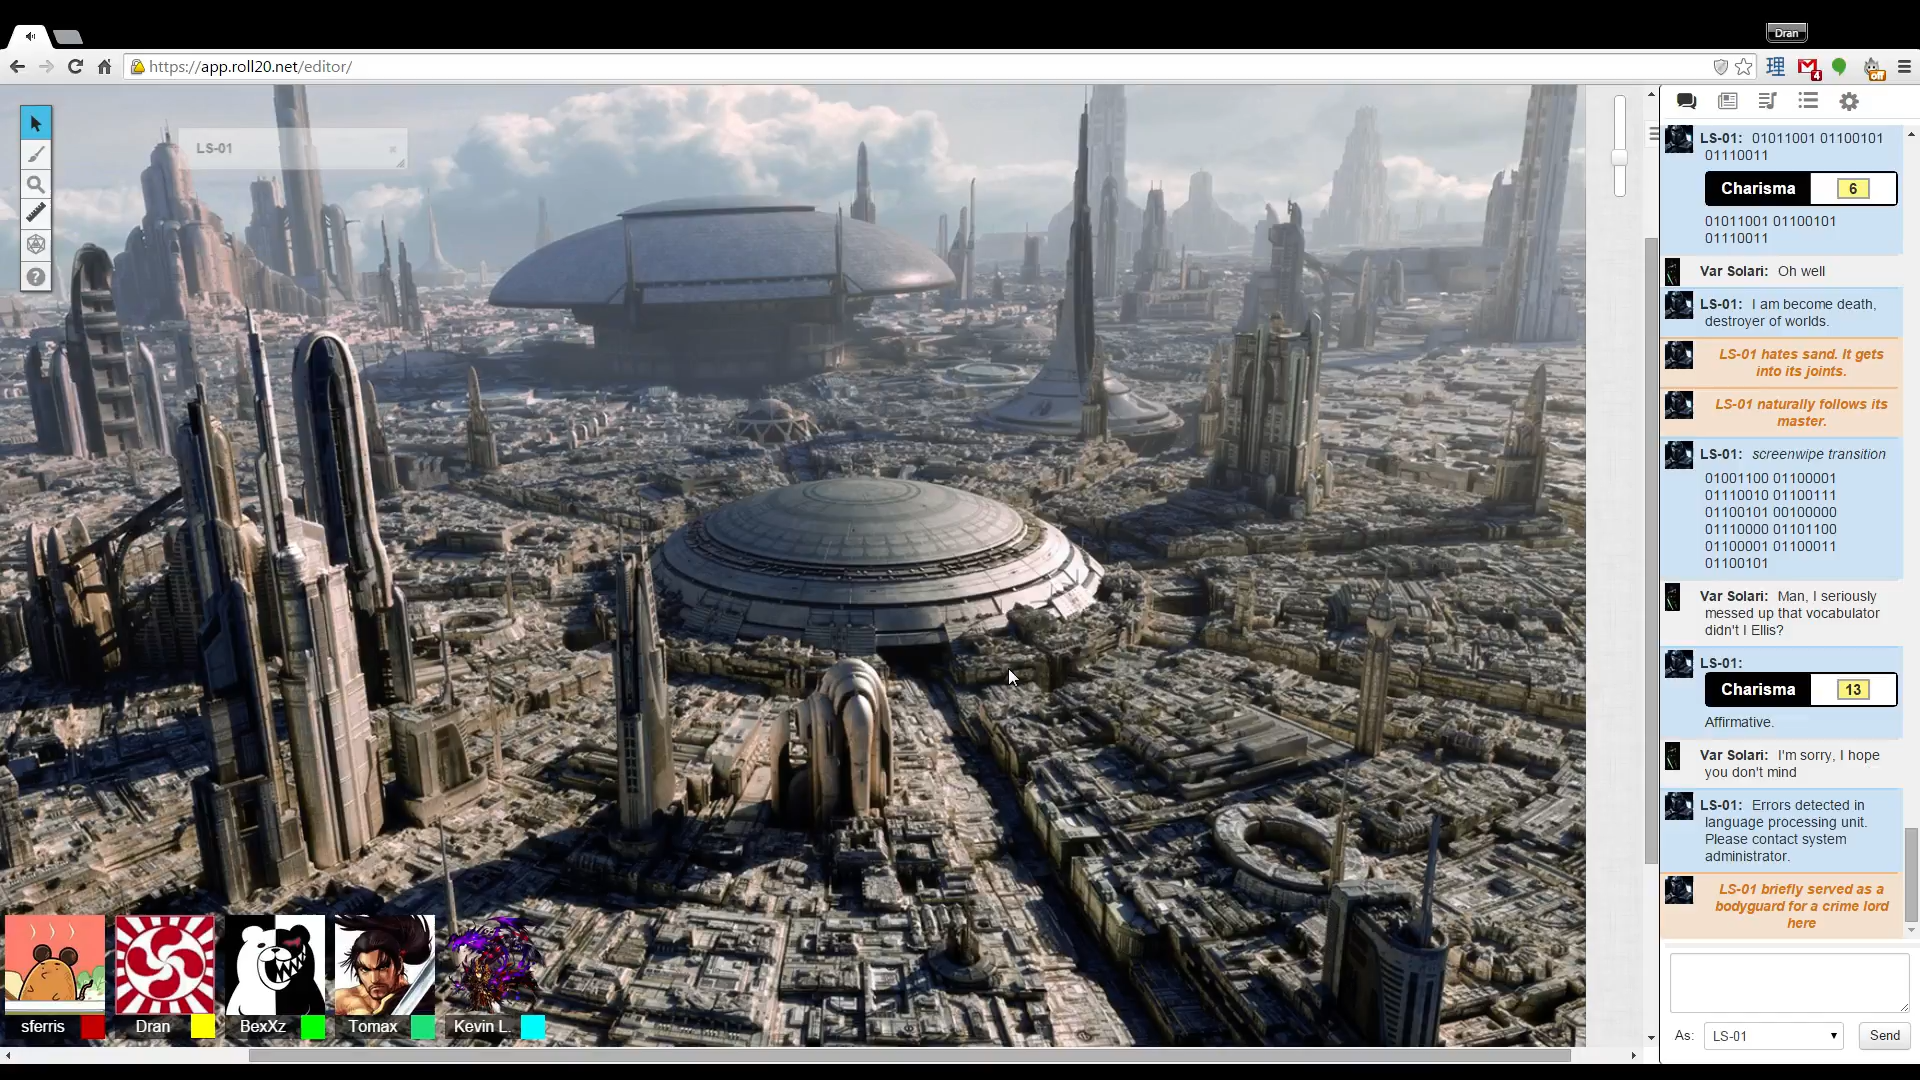 Dran
https://app.roll20.net/editor/
4
off
LS-01
LS-01: 01011001 01100101
01110011
Charisma 6
01011001 01100101
01110011
Var Solari: Oh well
LS-01: I am become death,
destroyer of worlds.
LS-01 hates sand. It gets
into its joints.
LS-01 naturally follows its
master.
LS-01: screenwipe transition
01001100 01100001
01110010 01100111
01100101 00100000
01110000 01101100
01100001 01100011
01100101
Var Solari: Man, I seriously
messed up that vocabulator
didn't I Ellis?
LS-01:
Charisma 13
Affirmative.
Var Solari: I'm sorry, I hope
you don't mind
LS-01: Errors detected in
language processing unit.
Please contact system
administrator.
LS-01 briefly served as a
bodyguard for a crime lord
here
sferris Dran BexXz Tomax Kevin L.
As: LS-01 Send